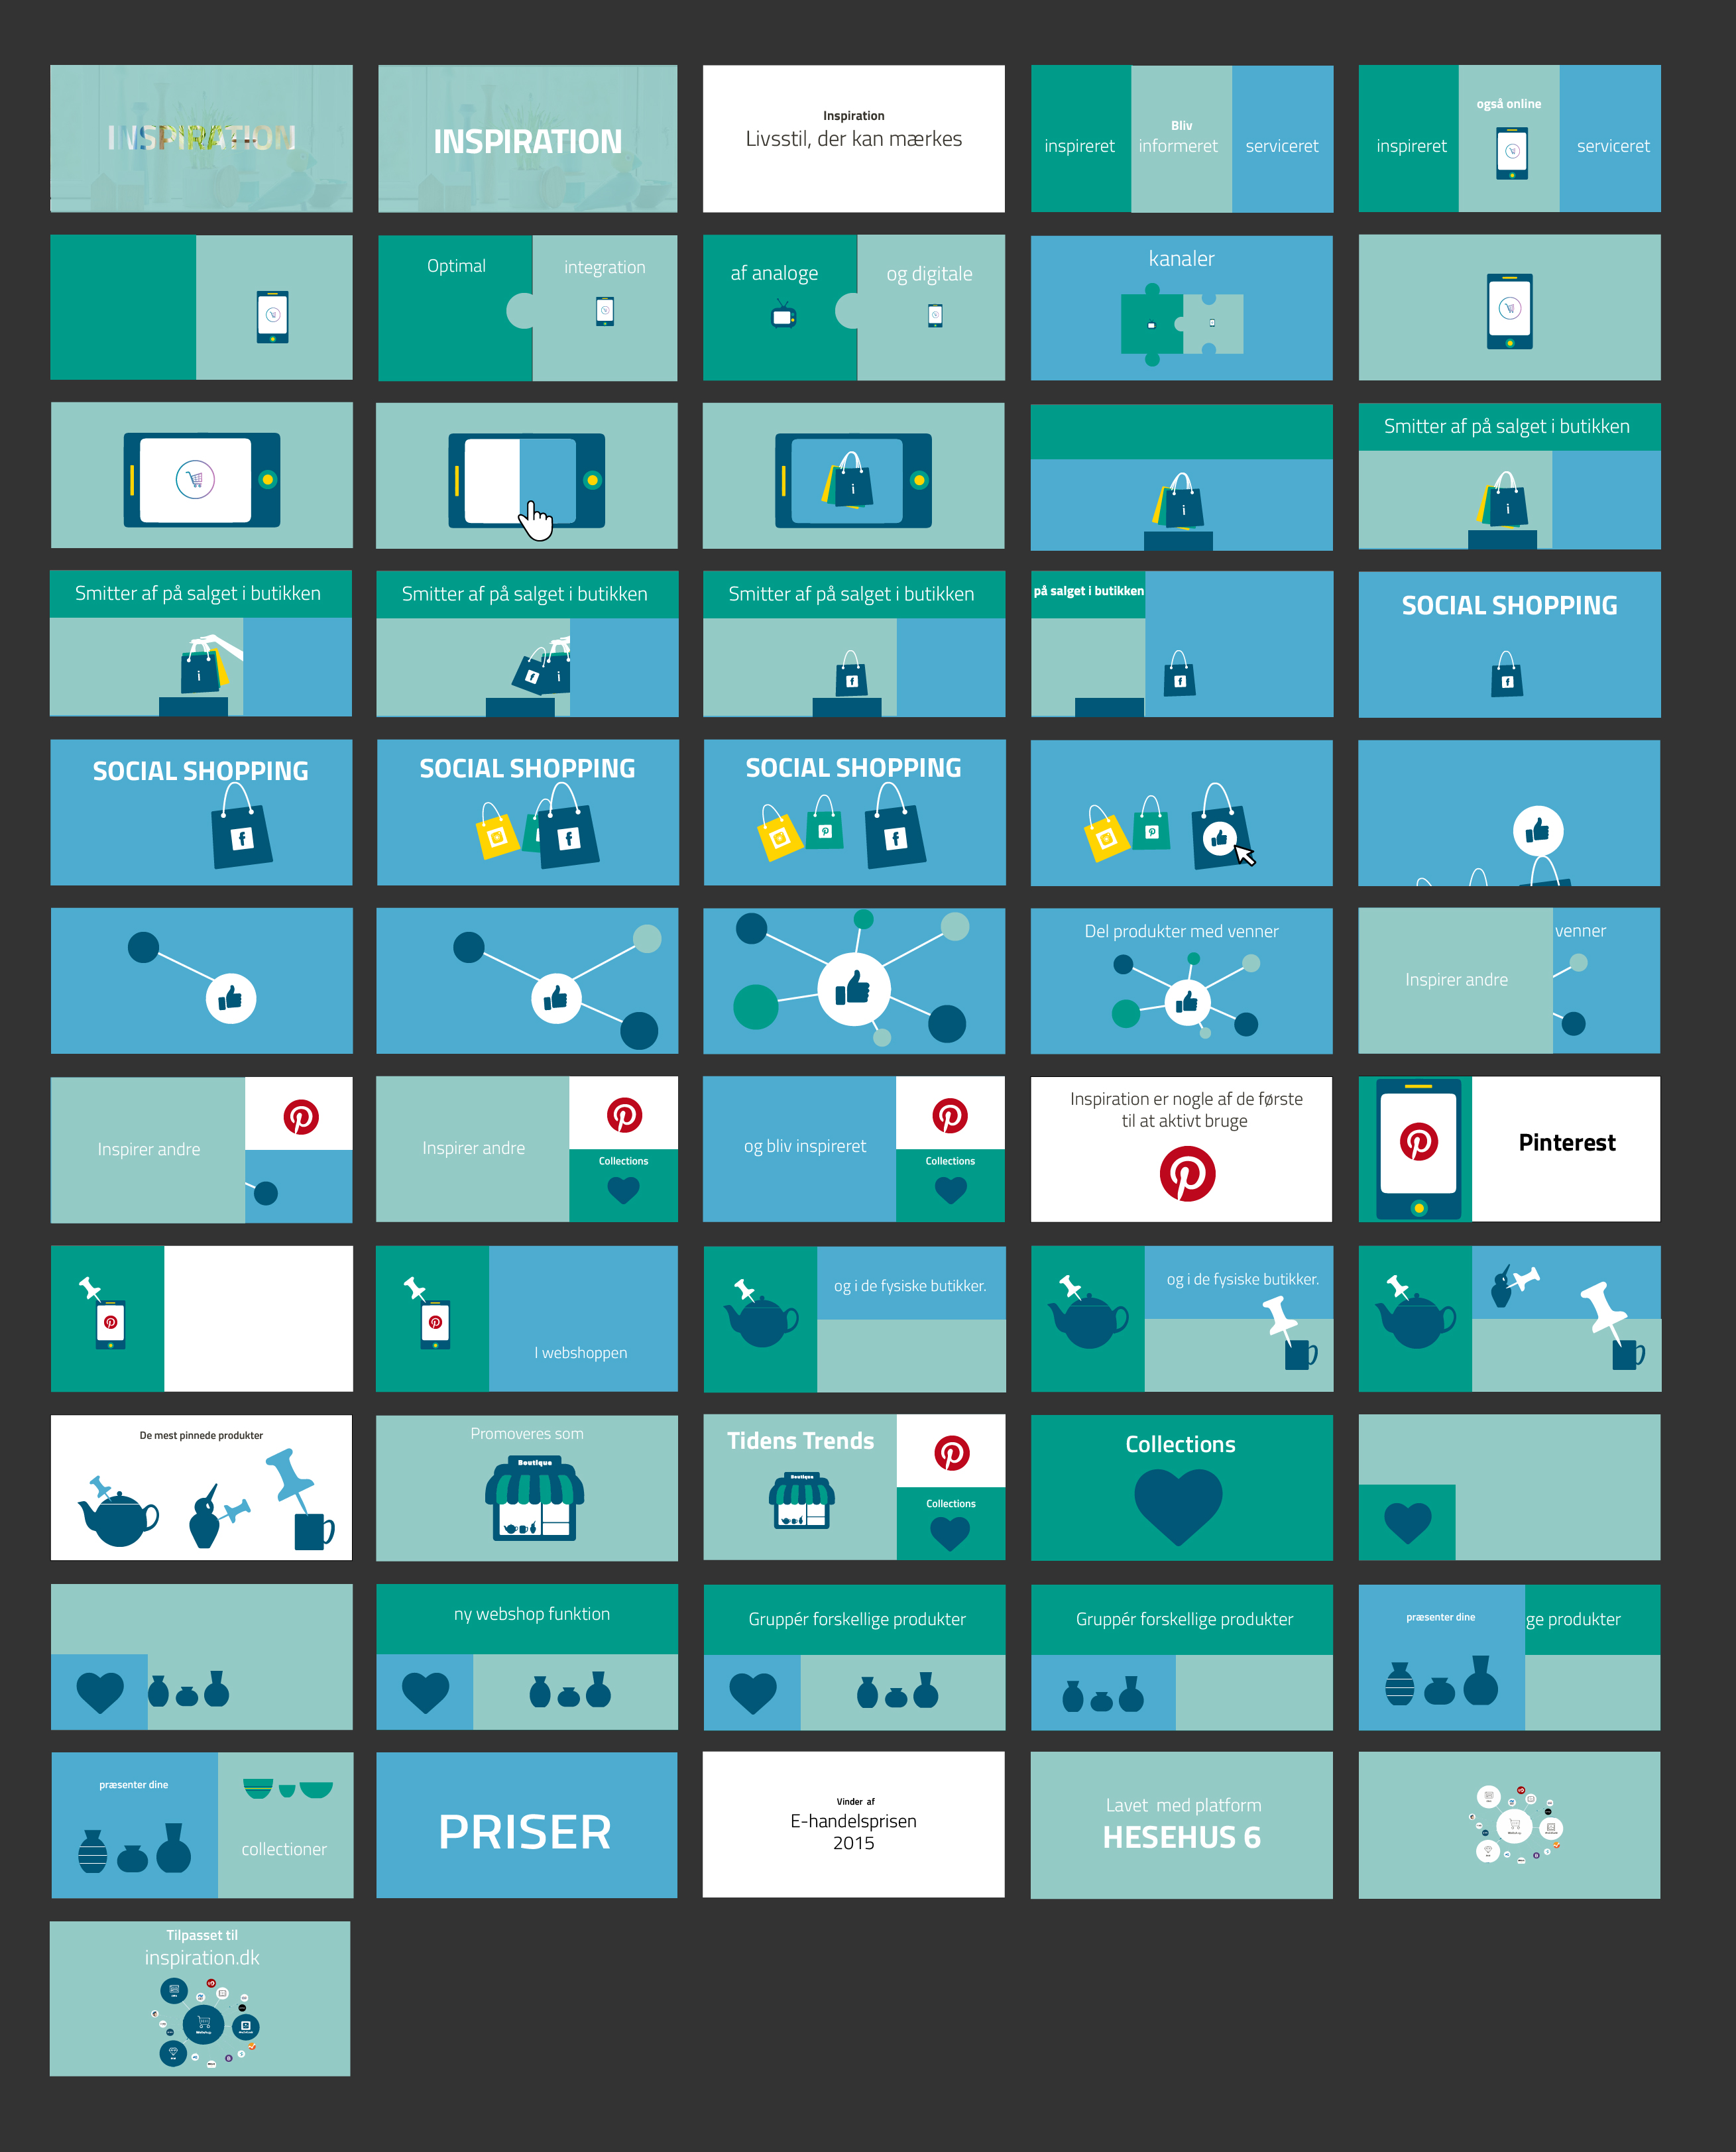 INSPIRATION
INSPIRATION
Inspiration
Livsstil, der kan mærkes
inspireret
Bliv
informeret
serviceret
inspireret
også online
serviceret
Optimal
integration
af analoge
og digitale
kanaler
i
i
Smitter af på salget i butikken
i
Smitter af på salget i butikken
i
Smitter af på salget i butikken
f i
Smitter af på salget i butikken
f
på salget i butikken
f
SOCIAL SHOPPING
f
SOCIAL SHOPPING
f
SOCIAL SHOPPING
f
SOCIAL SHOPPING
f
Del produkter med venner
venner
Inspirer andre
Inspirer andre
Inspirer andre
Collections
og bliv inspireret
Collections
Inspiration er nogle af de første
til at aktivt bruge
Pinterest
I webshoppen
og i de fysiske butikker.
og i de fysiske butikker.
De mest pinnede produkter
Promoveres som
Boutique
Tidens Trends
Boutique
Collections
Collections
ny webshop funktion
Gruppér forskellige produkter
Gruppér forskellige produkter
præsenter dine
ge produkter
præsenter dine
collectioner
PRISER
Vinder af
E-handelsprisen
2015
Lavet med platform
HESEHUS 6
Tilpasset til
inspiration.dk
Webshop